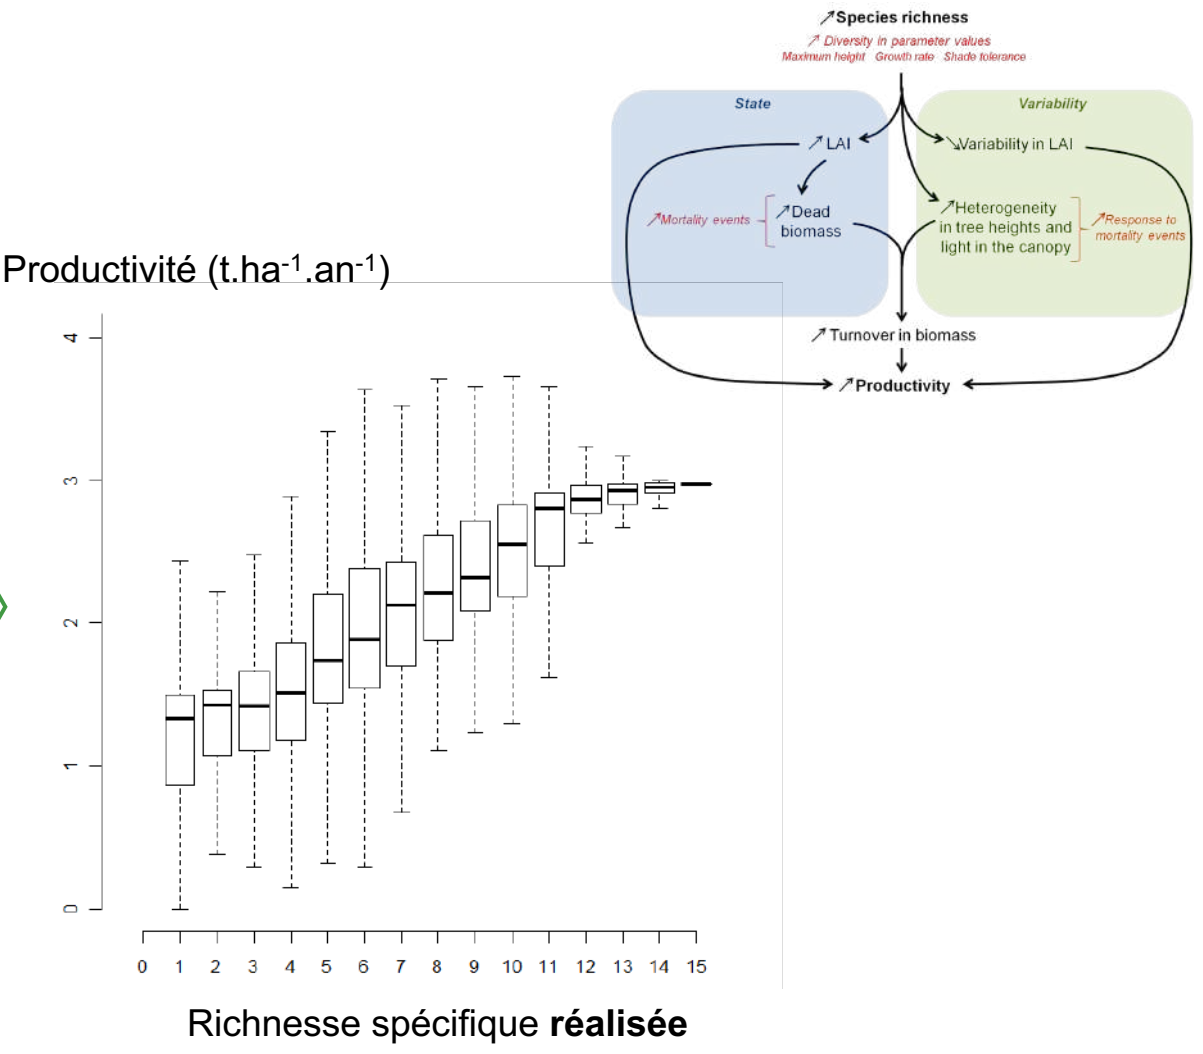 ↗Species richness
↗ Diversity in parameter values
Maximum height Growth rate Shade tolerance
State
Variability
↗LAI
↘Variability in LAI
↗Mortality events
↗Dead
biomass
↗Heterogeneity
in tree heights and
light in the canopy
↗Response to
mortality events
↗Turnover in biomass
↗Productivity
Productivité (t.ha-1.an-1)
4
3
2
1
0
0 1 2 3 4 5 6 7 8 9 10 11 12 13 14 15
Richnesse spécifique réalisée